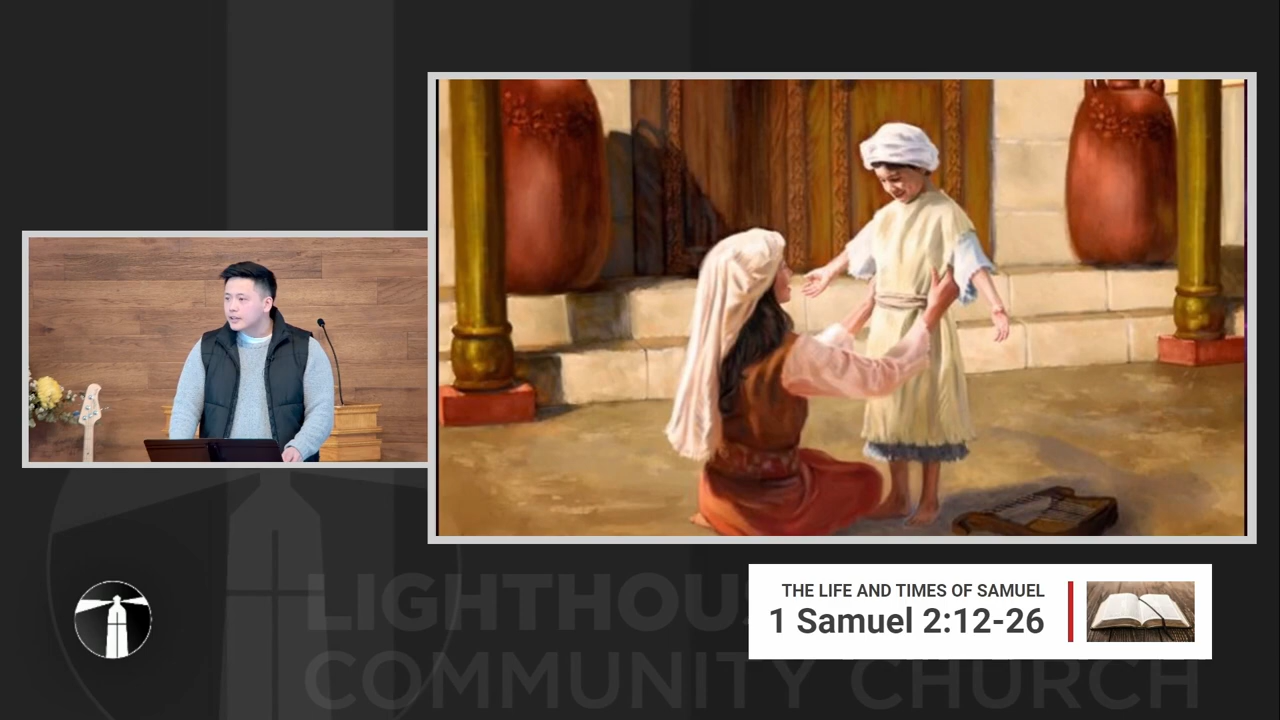 THE LIFE AND TIMES OF SAMUEL
1 Samuel 2:12-26
LIGHTHOUS
COMMUNITY CHURCH